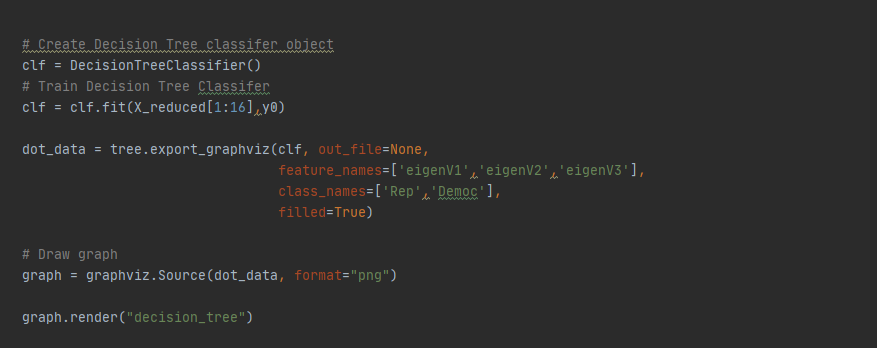 # Create Decision Tree classifer object
clf = DecisionTreeClassifier()
# Train Decision Tree Classifer
clf = clf.fit(X_reduced[1:16],y0)
dot_data = tree.export_graphviz(clf, out_file=None,
feature_names=['eigenV1','eigenV2','eigenV3'],
class_names=['Rep','Democ'],
filled=True)
# Draw graph
graph = graphviz.Source(dot_data, format="png")
graph.render("decision_tree")